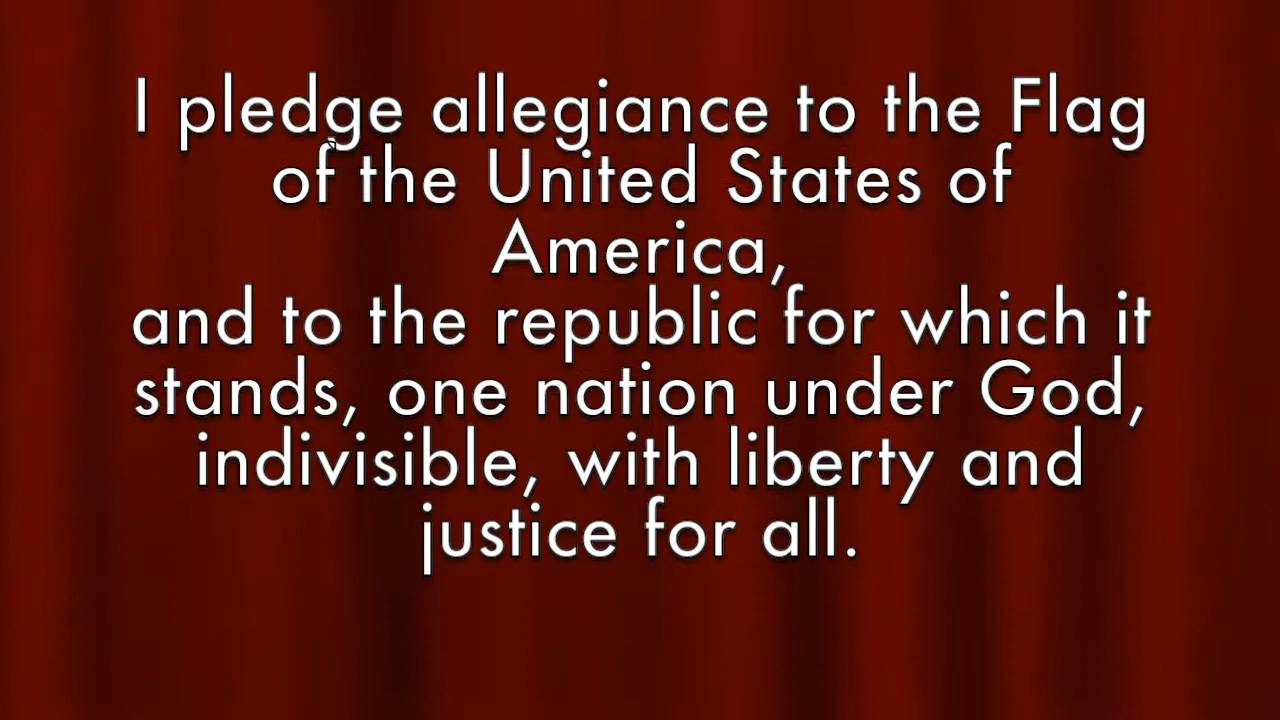 I pledge allegiance to the Flag
of the United States of
America,
and to the republic for which it
stands, one nation under God,
indivisible, with liberty and
justice for all.